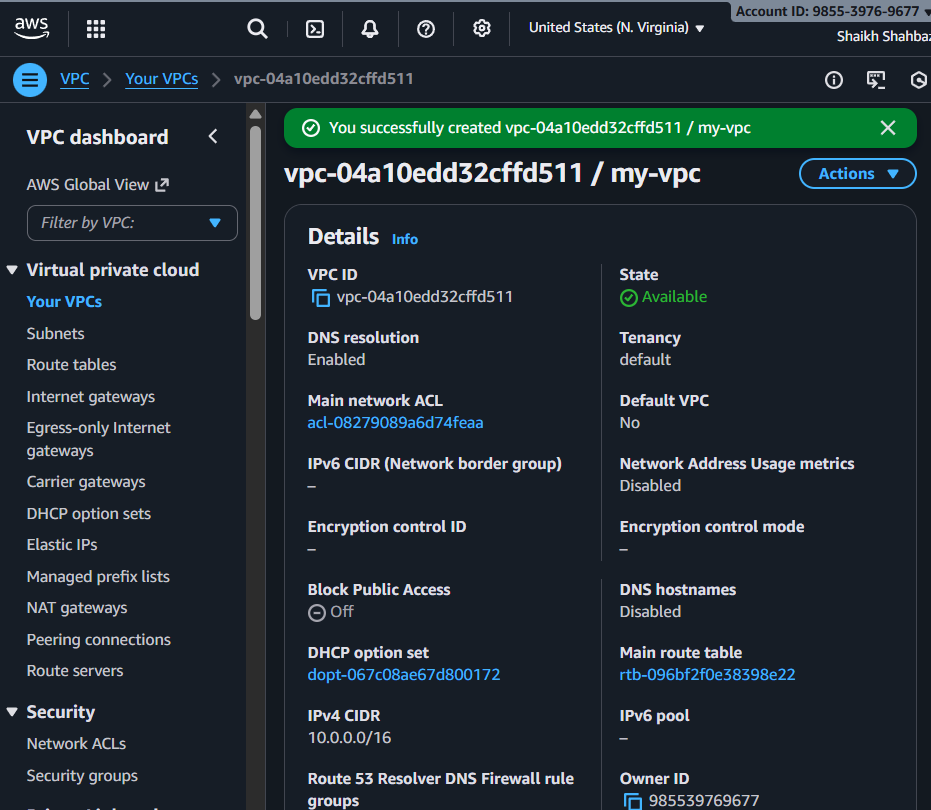 aws
United States (N. Virginia)
Account ID: 9855-3976-9677
Shaikh Shahbaz
VPC
Your VPCs
vpc-04a10edd32cffd511
VPC dashboard
AWS Global View
Filter by VPC:
Virtual private cloud
Your VPCs
Subnets
Route tables
Internet gateways
Egress-only Internet
gateways
Carrier gateways
DHCP option sets
Elastic IPs
Managed prefix lists
NAT gateways
Peering connections
Route servers
Security
Network ACLs
Security groups
You successfully created vpc-04a10edd32cffd511 / my-vpc
vpc-04a10edd32cffd511 / my-vpc
Actions
Details Info
VPC ID
vpc-04a10edd32cffd511
State
Available
DNS resolution
Enabled
Tenancy
default
Main network ACL
acl-08279089a6d74feaa
Default VPC
No
IPv6 CIDR (Network border group)
–
Network Address Usage metrics
Disabled
Encryption control ID
–
Encryption control mode
–
Block Public Access
Off
DNS hostnames
Disabled
DHCP option set
dopt-067c08ae67d800172
Main route table
rtb-096bf2f0e38398e22
IPv4 CIDR
10.0.0.0/16
IPv6 pool
–
Route 53 Resolver DNS Firewall rule
groups
Owner ID
985539769677